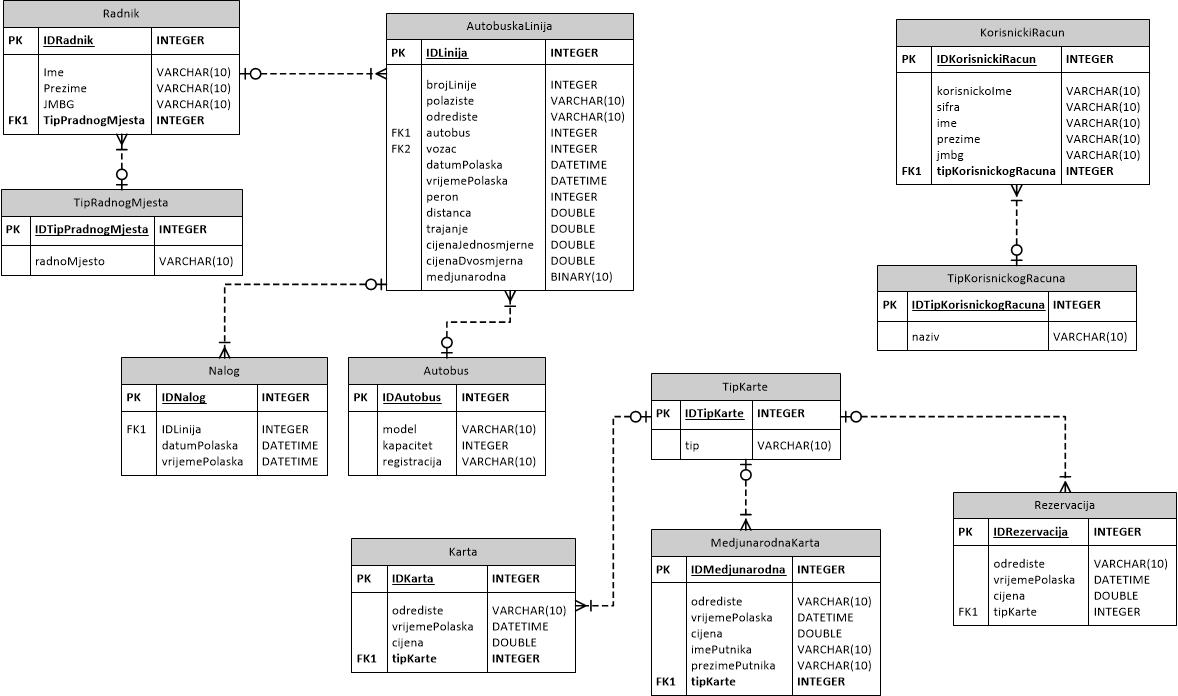 Radnik
PK IDRadnik INTEGER
Ime VARCHAR(10)
Prezime VARCHAR(10)
JMBG VARCHAR(10)
FK1 TipPradnogMjesta INTEGER
TipRadnogMjesta
PK IDTipPradnogMjesta INTEGER
radnoMjesto VARCHAR(10)
AutobuskaLinija
PK IDLinija INTEGER
brojLinije INTEGER
polaziste VARCHAR(10)
odrediste VARCHAR(10)
FK1 autobus INTEGER
FK2 vozac INTEGER
datumPolaska DATETIME
vrijemePolaska DATETIME
peron INTEGER
distanca DOUBLE
trajanje DOUBLE
cijenaJednosmjerne DOUBLE
cijenaDvosmjerna DOUBLE
medjunarodna BINARY(10)
KorisnickiRacun
PK IDKorisnickiRacun INTEGER
korisnickoIme VARCHAR(10)
sifra VARCHAR(10)
ime VARCHAR(10)
prezime VARCHAR(10)
jmbg VARCHAR(10)
FK1 tipKorisnickogRacuna INTEGER
TipKorisnickogRacuna
PK IDTipKorisnickogRacuna INTEGER
naziv VARCHAR(10)
Nalog
PK IDNalog INTEGER
FK1 IDLinija INTEGER
datumPolaska DATETIME
vrijemePolaska DATETIME
Autobus
PK IDAutobus INTEGER
model VARCHAR(10)
kapacitet INTEGER
registracija VARCHAR(10)
TipKarte
PK IDTipKarte INTEGER
tip VARCHAR(10)
Karta
PK IDKarta INTEGER
odrediste VARCHAR(10)
vrijemePolaska DATETIME
cijena DOUBLE
FK1 tipKarte INTEGER
MedjunarodnaKarta
PK IDMedjunarodna INTEGER
odrediste VARCHAR(10)
vrijemePolaska DATETIME
cijena DOUBLE
imePutnika VARCHAR(10)
prezimePutnika VARCHAR(10)
FK1 tipKarte INTEGER
Rezervacija
PK IDRezervacija INTEGER
odrediste VARCHAR(10)
vrijemePolaska DATETIME
cijena DOUBLE
FK1 tipKarte INTEGER